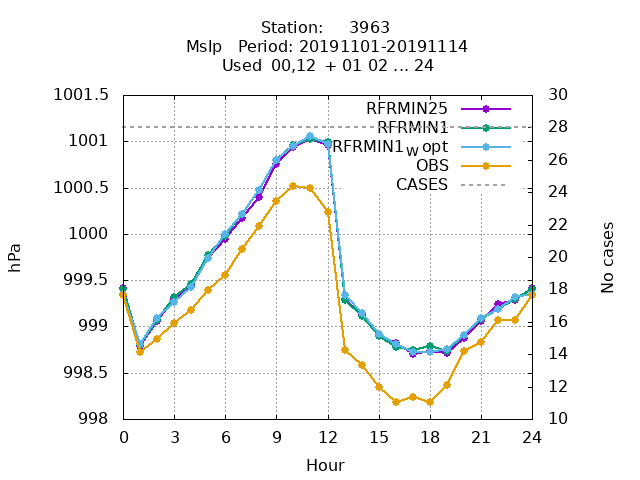 Station: 3963
Mslp Period: 20191101-20191114
Used 00,12 + 01 02 ... 24
1001.5
1001
1000.5
1000
999.5
999
998.5
998
hPa
RFRMIN25
RFRMIN1
RFRMIN1w opt
OBS
CASES
30
28
26
24
22
20
18
16
14
12
10
No cases
0 3 6 9 12 15 18 21 24
Hour